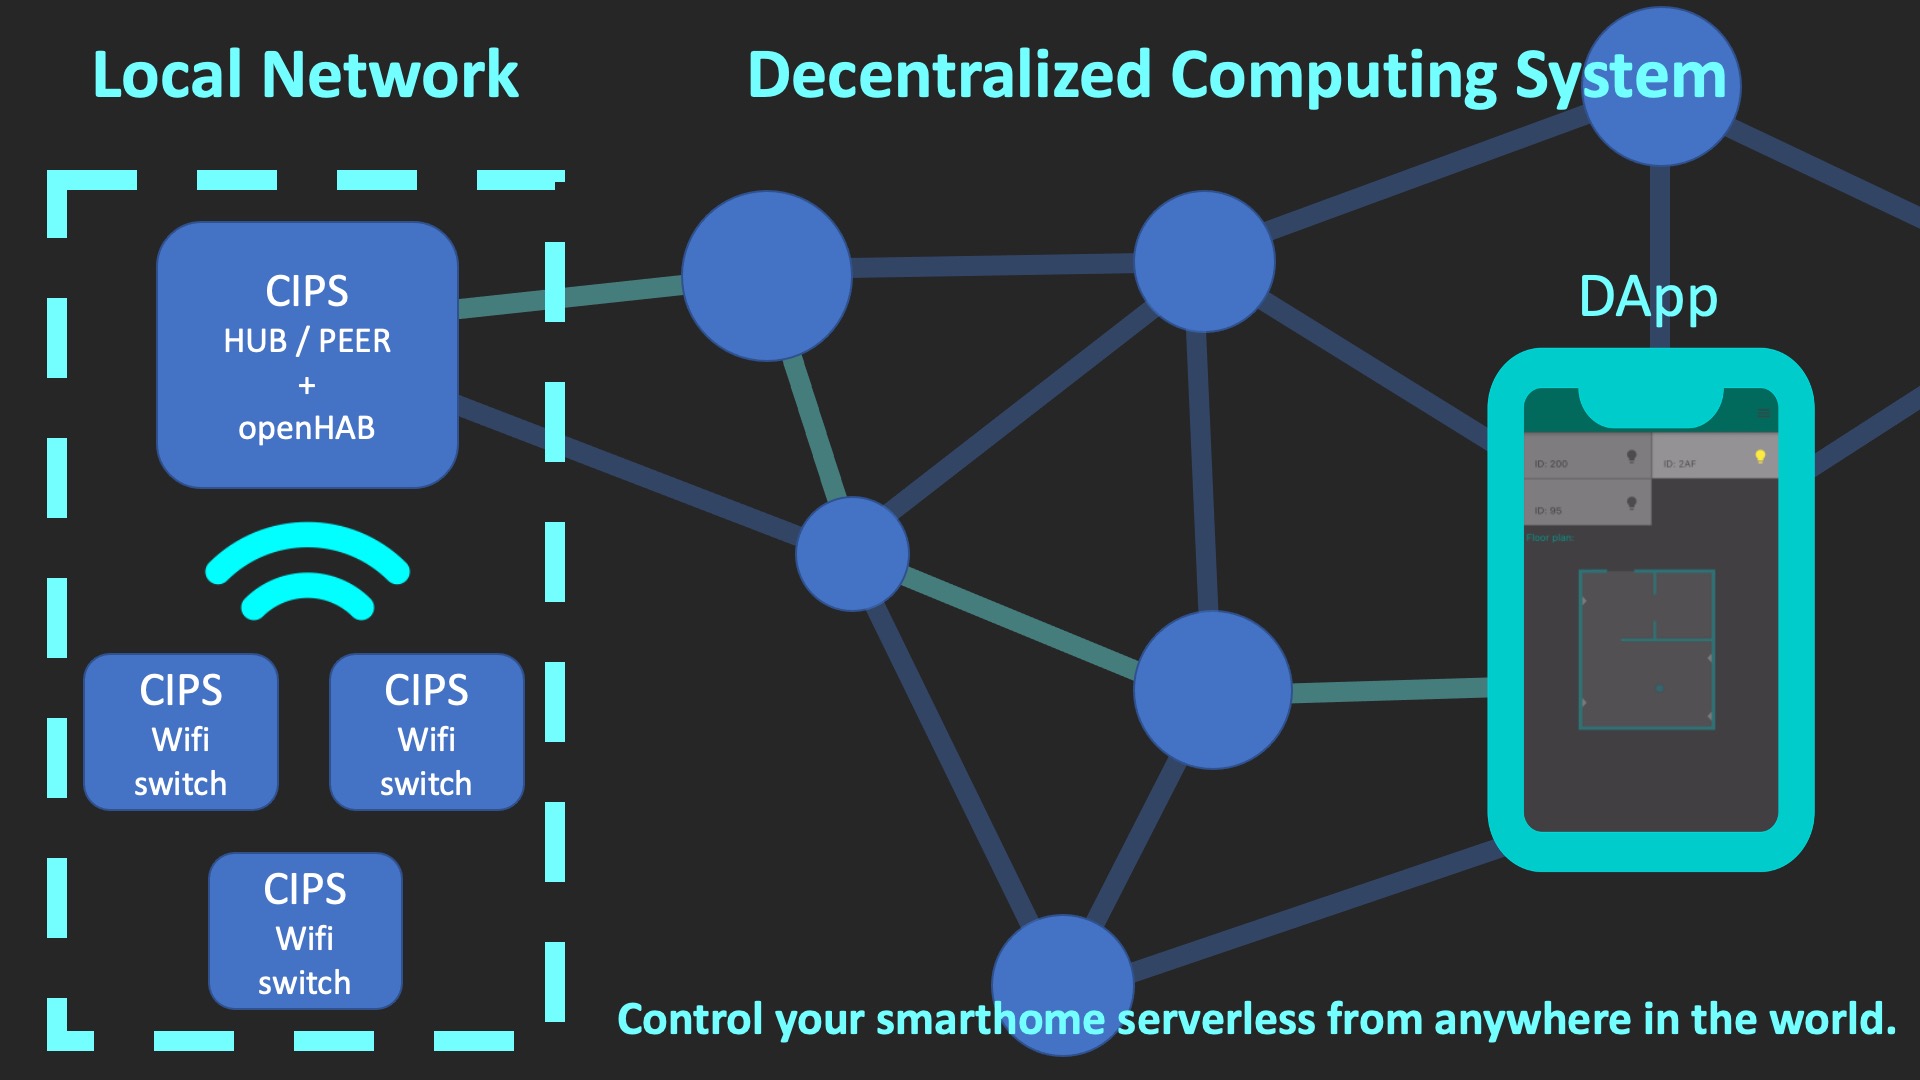 Local Network
Decentralized Computing System
CIPS
HUB / PEER
+
openHAB
CIPS
Wifi
switch
CIPS
Wifi
switch
CIPS
Wifi
switch
DApp
ID: 200
ID: 2AF
ID: 95
Floor plan:
Control your smarthome serverless from anywhere in the world.